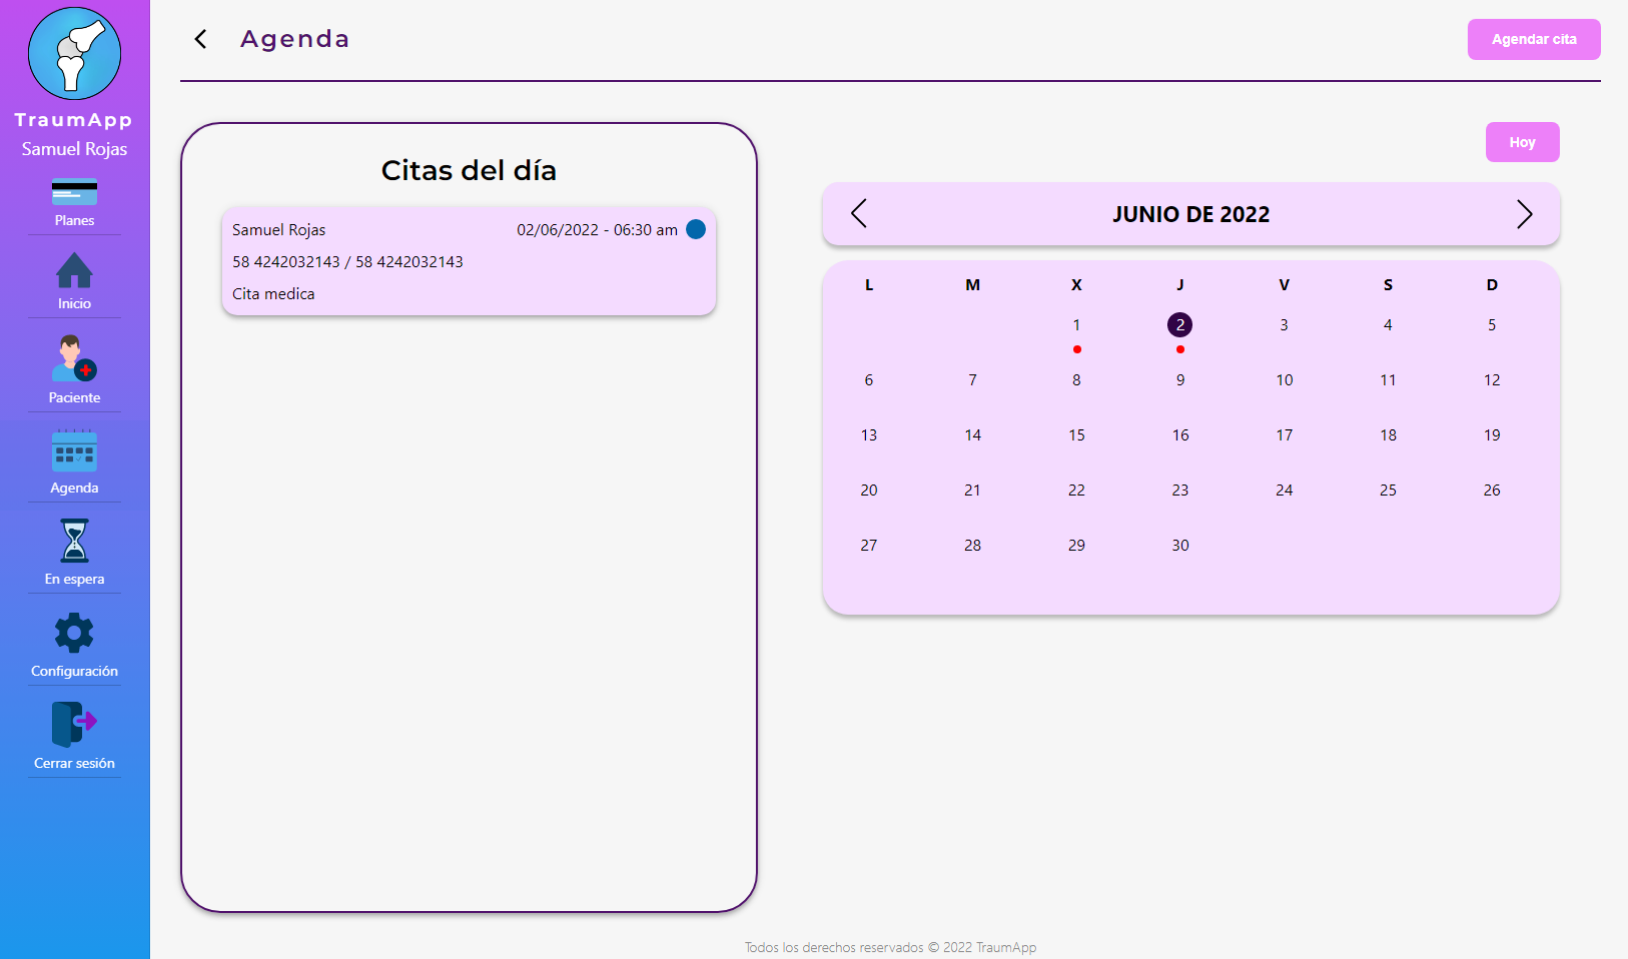 TraumApp
Samuel Rojas
Planes
Inicio
Paciente
Agenda
En espera
Configuración
Cerrar sesión
Agenda
Agendar cita
Citas del día
Samuel Rojas 02/06/2022 - 06:30 am
58 4242032143 / 58 4242032143
Cita medica
Hoy
JUNIO DE 2022
L M X J V S D
1 2 3 4 5
6 7 8 9 10 11 12
13 14 15 16 17 18 19
20 21 22 23 24 25 26
27 28 29 30
Todos los derechos reservados © 2022 TraumApp